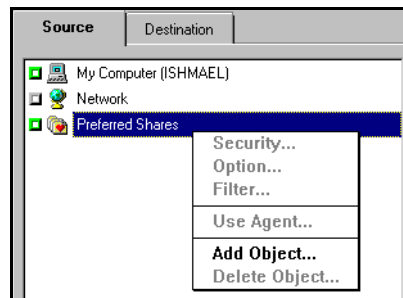 Source Destination
My Computer (ISHMAEL)
Network
Preferred Shares
Security...
Option...
Filter...
Use Agent...
Add Object...
Delete Object...